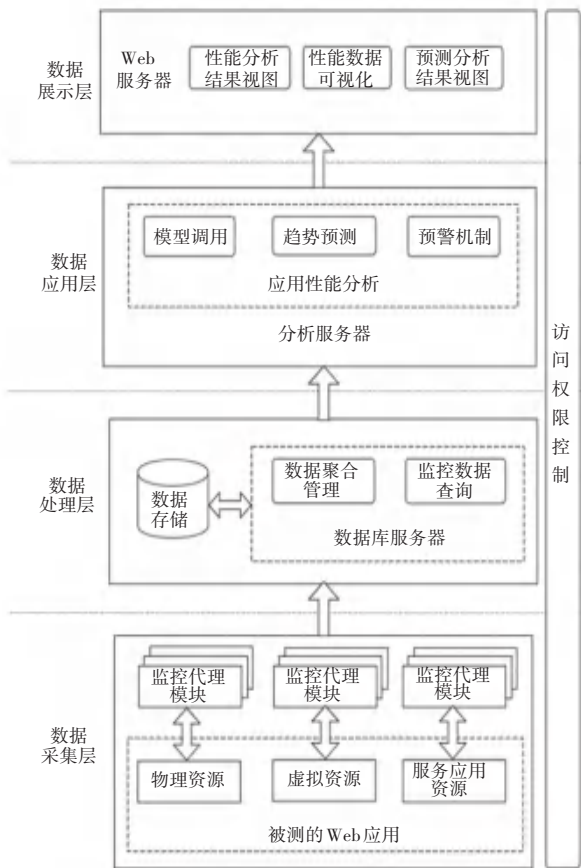 数据
展示层
Web
服务器
性能分析
结果视图
性能数据
可视化
预测分析
结果视图
数据
应用层
模型调用
趋势预测
预警机制
应用性能分析
分析服务器
数据
处理层
数据
存储
数据聚合
管理
监控数据
查询
数据库服务器
数据
采集层
监控代理
模块
监控代理
模块
监控代理
模块
物理资源
虚拟资源
服务应用
资源
被测的Web应用
访
问
权
限
控
制